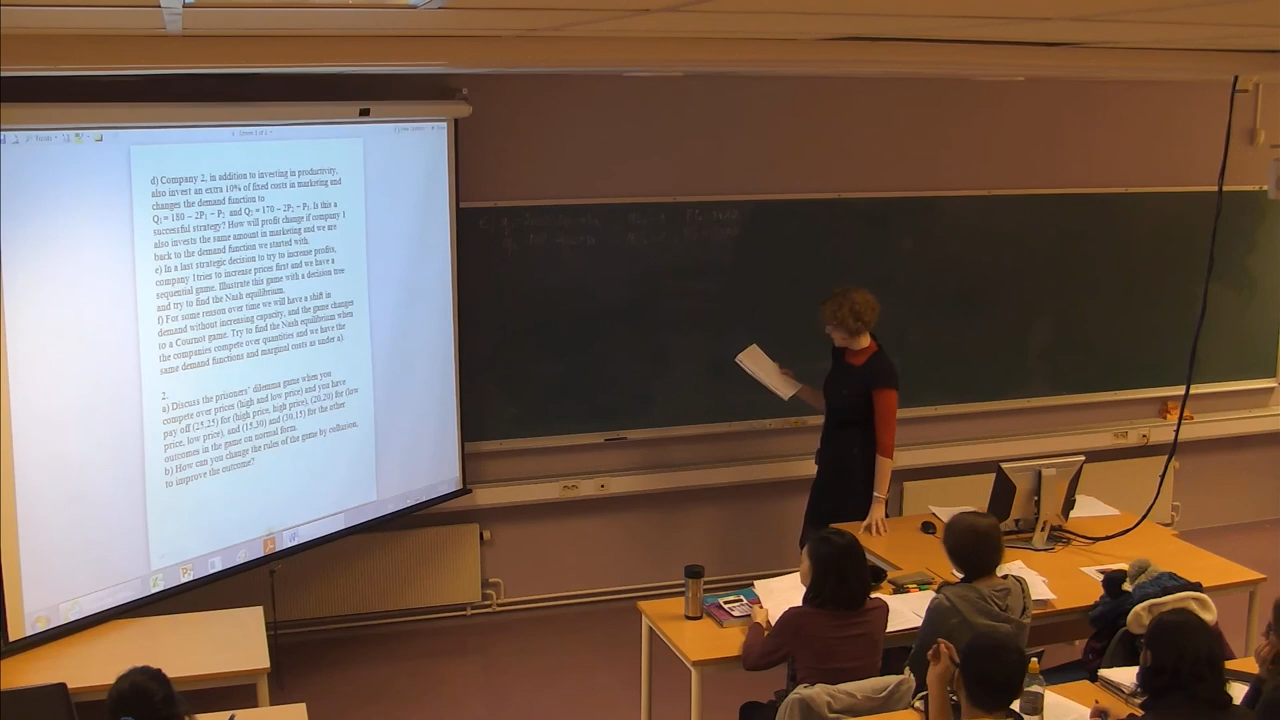 d) Company 2, in addition to investing in productivity,
also invest an extra 10% of fixed costs in marketing and
changes the demand function to
Q₁ = 180 − 2P₁ − P₂ and Q₂ = 170 − 2P₂ − P₁. Is this a
successful strategy? How will profit change if company 1
also invests the same amount in marketing and we are
back to the demand function we started with.
e) In a last strategic decision to try to increase profits,
company 1tries to increase prices first and we have a
sequential game. Illustrate this game with a decision tree
and try to find the Nash equilibrium.
f) For some reason over time we will have a shift in
demand without increasing capacity, and the game changes
to a Cournot game. Try to find the Nash equilibrium when
the companies compete over quantities and we have the
same demand functions and marginal costs as under a).
2.
a) Discuss the prisoners' dilemma game when you
compete over prices (high and low price) and you have
pay off (25,25) for (high price, high price), (20,20) for (low
price, low price), and (15,30) and (30,15) for the other
outcomes in the game on normal form.
b) How can you change the rules of the game by collusion,
to improve the outcome?